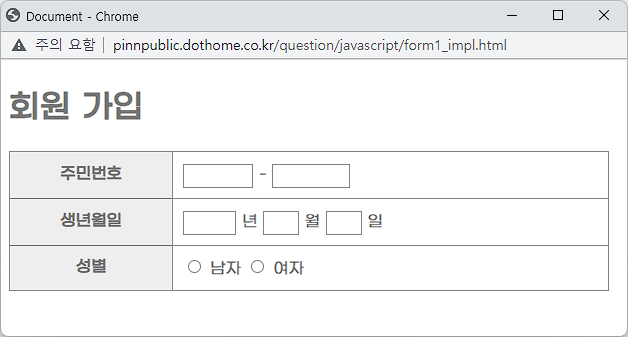 Document - Chrome
주의 요함 | pinnpublic.dothome.co.kr/question/javascript/form1_impl.html
회원 가입
주민번호 -
생년월일 년 월 일
성별 남자 여자